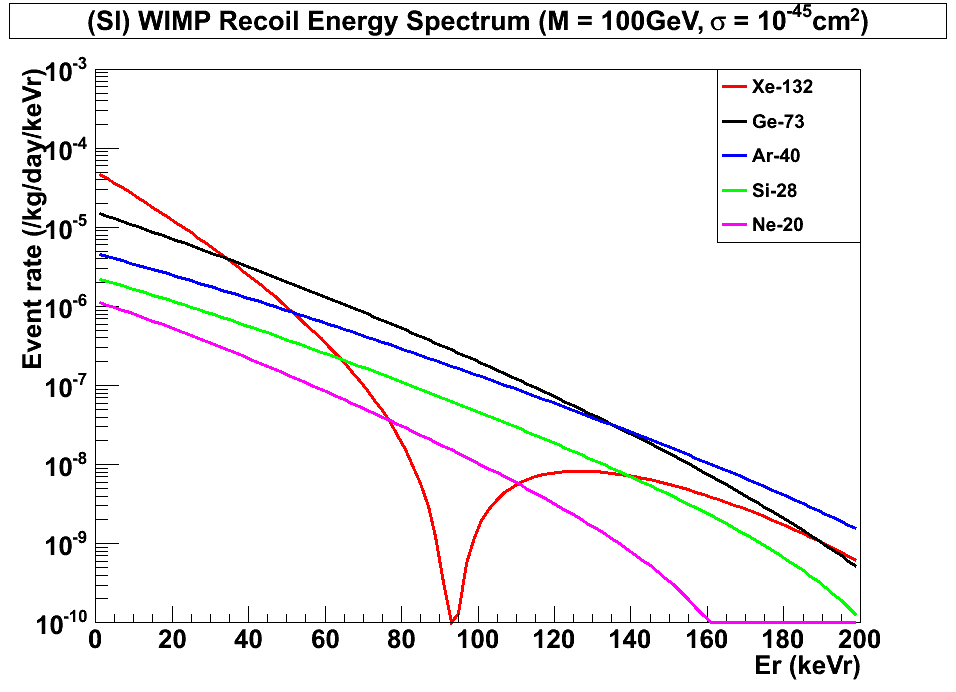 (SI) WIMP Recoil Energy Spectrum (M = 100GeV, σ = 10^-45 cm^2)
Event rate (/kg/day/keVr)
10^-3
10^-4
10^-5
10^-6
10^-7
10^-8
10^-9
10^-10
Xe-132
Ge-73
Ar-40
Si-28
Ne-20
0 20 40 60 80 100 120 140 160 180 200
Er (keVr)